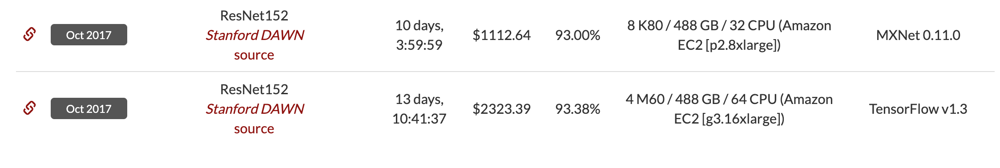 Oct 2017
ResNet152
Stanford DAWN
source
10 days,
3:59:59
$1112.64
93.00%
8 K80 / 488 GB / 32 CPU (Amazon
EC2 [p2.8xlarge])
MXNet 0.11.0
Oct 2017
ResNet152
Stanford DAWN
source
13 days,
10:41:37
$2323.39
93.38%
4 M60 / 488 GB / 64 CPU (Amazon
EC2 [g3.16xlarge])
TensorFlow v1.3